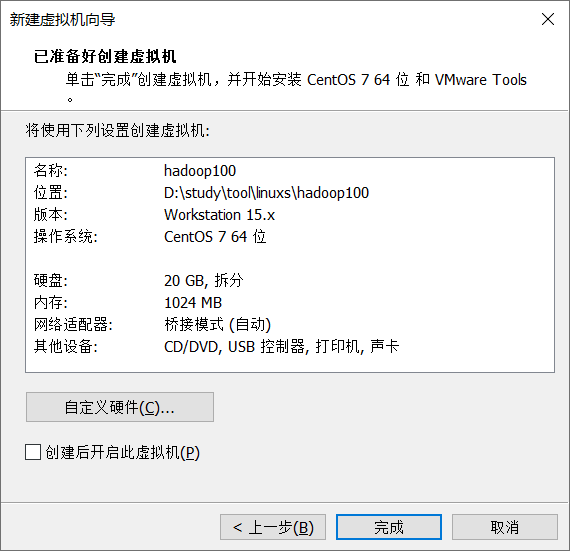 新建虚拟机向导
已准备好创建虚拟机
单击“完成”创建虚拟机，并开始安装 CentOS 7 64 位 和 VMware Tools
。
将使用下列设置创建虚拟机:
名称: hadoop100
位置: D:\study\tool\linuxs\hadoop100
版本: Workstation 15.x
操作系统: CentOS 7 64 位
硬盘: 20 GB, 拆分
内存: 1024 MB
网络适配器: 桥接模式 (自动)
其他设备: CD/DVD, USB 控制器, 打印机, 声卡
自定义硬件(C)...
创建后开启此虚拟机(P)
< 上一步(B) 完成 取消